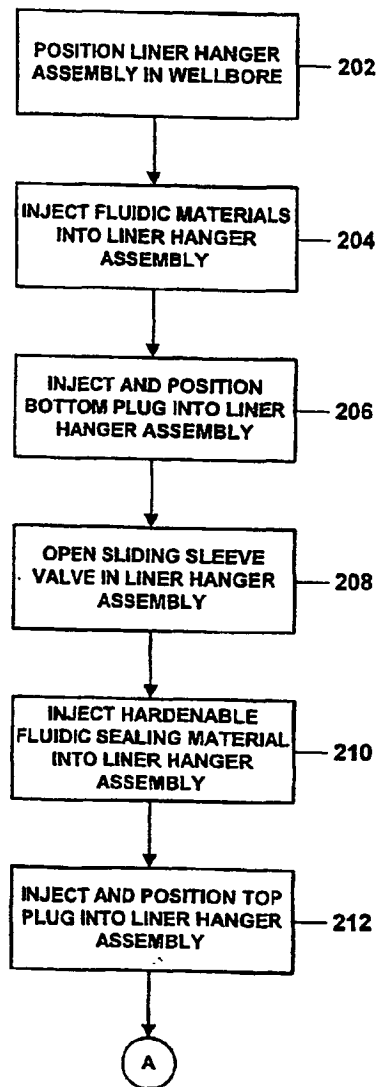 POSITION LINER HANGER
ASSEMBLY IN WELLBORE
202
INJECT FLUIDIC MATERIALS
INTO LINER HANGER
ASSEMBLY
204
INJECT AND POSITION
BOTTOM PLUG INTO LINER
HANGER ASSEMBLY
206
OPEN SLIDING SLEEVE
VALVE IN LINER HANGER
ASSEMBLY
208
INJECT HARDENABLE
FLUIDIC SEALING MATERIAL
INTO LINER HANGER
ASSEMBLY
210
INJECT AND POSITION TOP
PLUG INTO LINER HANGER
ASSEMBLY
212
A